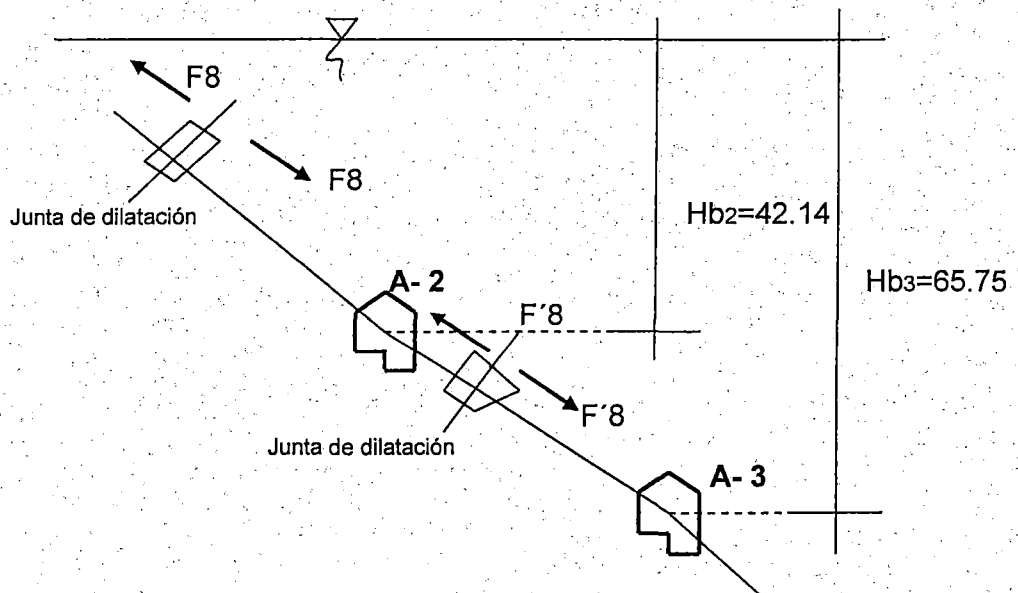 F8
F8
Junta de dilatación
Hb2=42.14
Hb3=65.75
A- 2
F´8
F´8
Junta de dilatación
A- 3